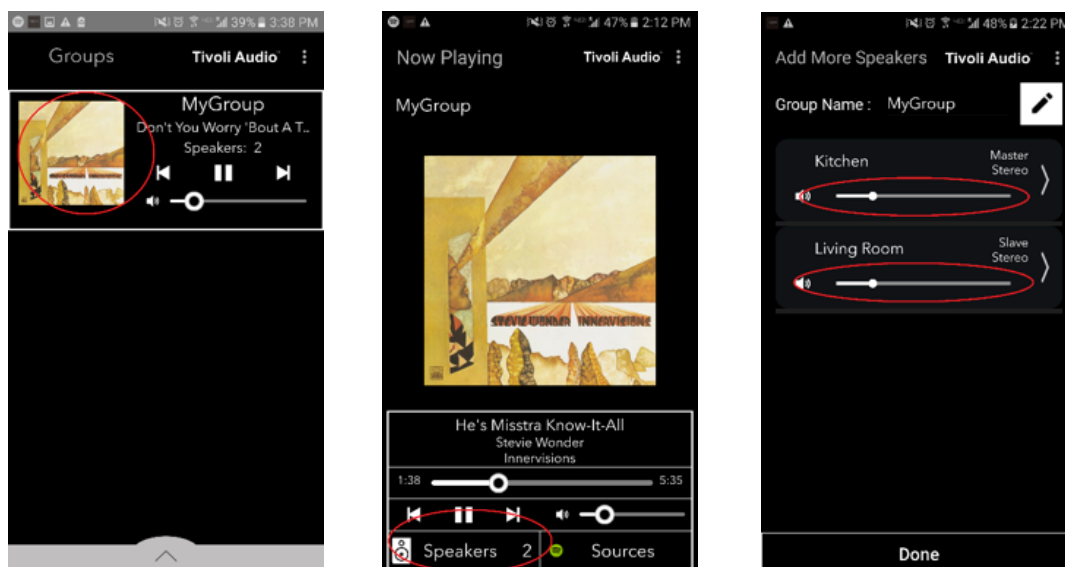 39% 3:38 PM
Groups
Tivoli Audio
MyGroup
Don't You Worry 'Bout A T..
Speakers: 2
47% 2:12 PM
Now Playing
Tivoli Audio
MyGroup
STEVIE WONDER INNERVISIONS
He's Misstra Know-It-All
Stevie Wonder
Innervisions
1:38
5:35
Speakers 2
Sources
48% 2:22 PM
Add More Speakers
Tivoli Audio
Group Name : MyGroup
Kitchen
Master
Stereo
Living Room
Slave
Stereo
Done